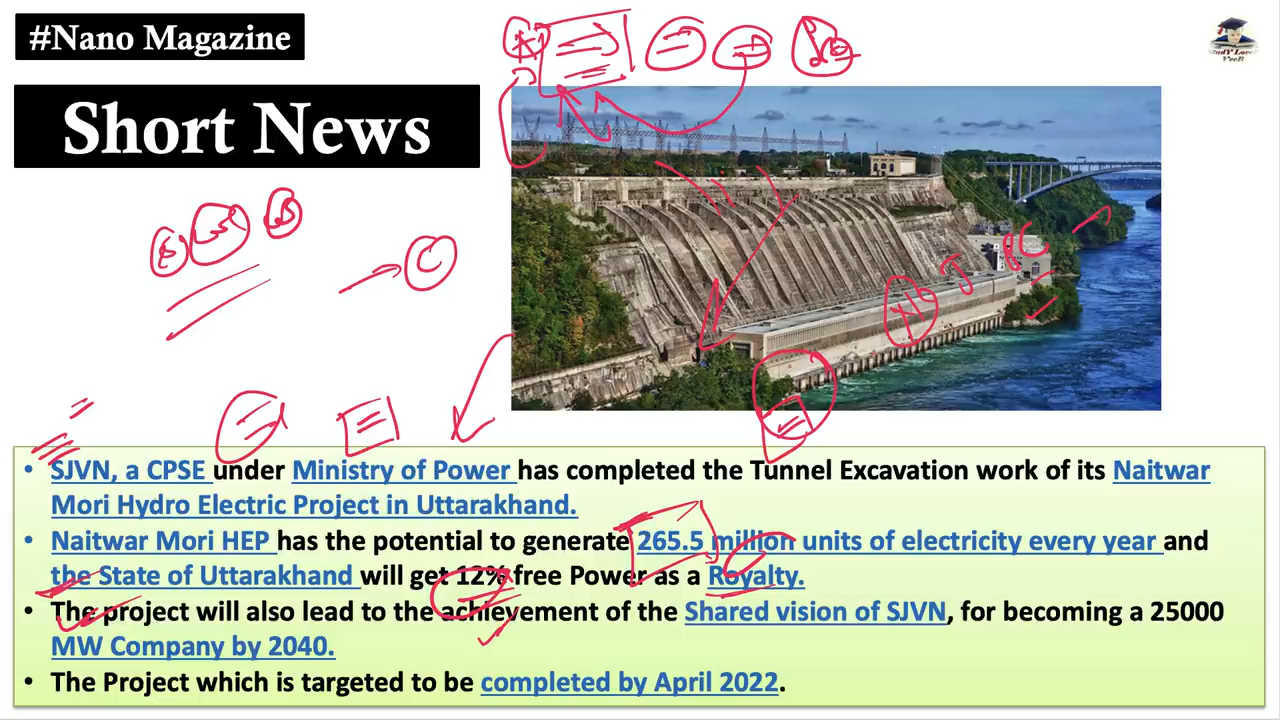 #Nano Magazine
Short News
• SJVN, a CPSE under Ministry of Power has completed the Tunnel Excavation work of its Naitwar
Mori Hydro Electric Project in Uttarakhand.
• Naitwar Mori HEP has the potential to generate 265.5 million units of electricity every year and
the State of Uttarakhand will get 12% free Power as a Royalty.
• The project will also lead to the achievement of the Shared vision of SJVN, for becoming a 25000
MW Company by 2040.
• The Project which is targeted to be completed by April 2022.